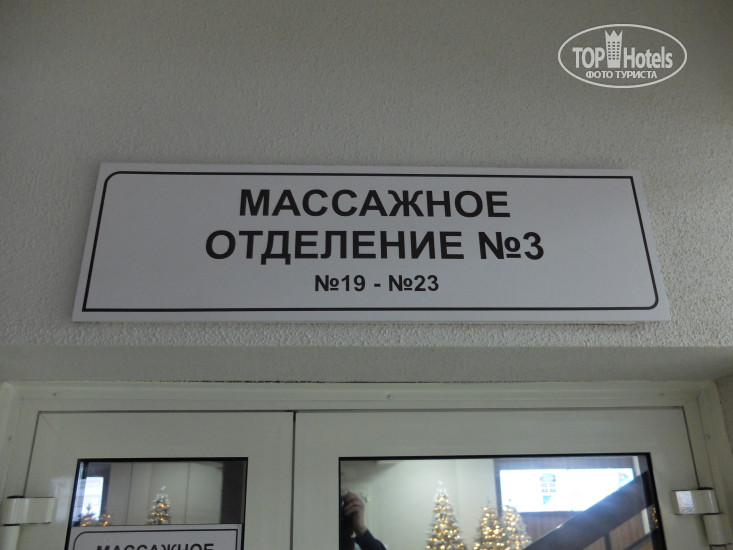 TOP Hotels
ФОТО ТУРИСТА
МАССАЖНОЕ
ОТДЕЛЕНИЕ №3
№19 - №23
МАССАЖНОЕ